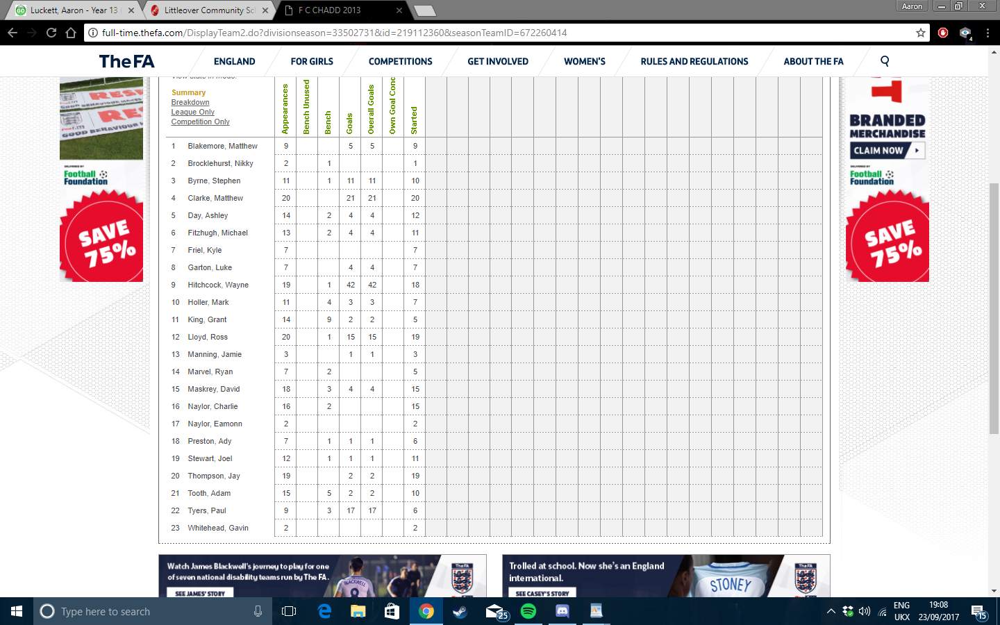 Luckett, Aaron - Year 13
Littleover Community Sc
F C CHADD 2013
Aaron
full-time.thefa.com/DisplayTeam2.do?divisionseason=33502731&id=219112360&seasonTeamID=672260414
4
TheFA
ENGLAND
FOR GIRLS
COMPETITIONS
GET INVOLVED
WOMEN'S
RULES AND REGULATIONS
ABOUT THE FA
Summary
Breakdown
League Only
Competition Only
Appearances
Bench Unused
Bench
Goals
Overall Goals
Own Goal Conc
Started
1 Blakemore, Matthew 9 5 5 9
2 Brocklehurst, Nikky 2 1 1
3 Byrne, Stephen 11 1 11 11 10
4 Clarke, Matthew 20 21 21 20
5 Day, Ashley 14 2 4 4 12
6 Fitzhugh, Michael 13 2 4 4 11
7 Friel, Kyle 7 7
8 Garton, Luke 7 4 4 7
9 Hitchcock, Wayne 19 1 42 42 18
10 Holler, Mark 11 4 3 3 7
11 King, Grant 14 9 2 2 5
12 Lloyd, Ross 20 1 15 15 19
13 Manning, Jamie 3 1 1 3
14 Marvel, Ryan 7 2 5
15 Maskrey, David 18 3 4 4 15
16 Naylor, Charlie 16 2 15
17 Naylor, Eamonn 2 2
18 Preston, Ady 7 1 1 1 6
19 Stewart, Joel 12 1 1 1 11
20 Thompson, Jay 19 2 2 19
21 Tooth, Adam 15 5 2 2 10
22 Tyers, Paul 9 3 17 17 6
23 Whitehead, Gavin 2 2
RES
RES
GOOD BEHAVIOUR
DELIVERED BY
Football
Foundation
SAVE
75%
BRANDED
MERCHANDISE
CLAIM NOW
DELIVERED BY
Football
Foundation
SAVE
75%
Watch James Blackwell's journey to play for one
of seven national disability teams run by The FA.
SEE JAMES' STORY
BLACKWELL
8
TheFA
Trolled at school. Now she's an England
international.
SEE CASEY'S STORY
STONEY
TheFA
Type here to search
25
ENG
UKX
19:08
23/09/2017
15